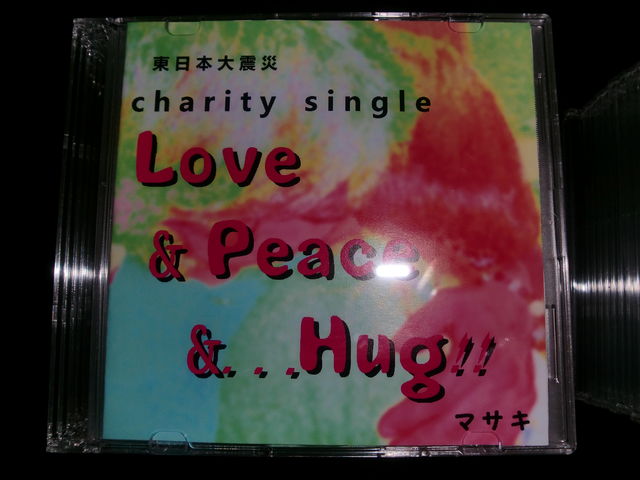 東日本大震災
charity single
Love
& Peace
&...Hug!!
マサキ